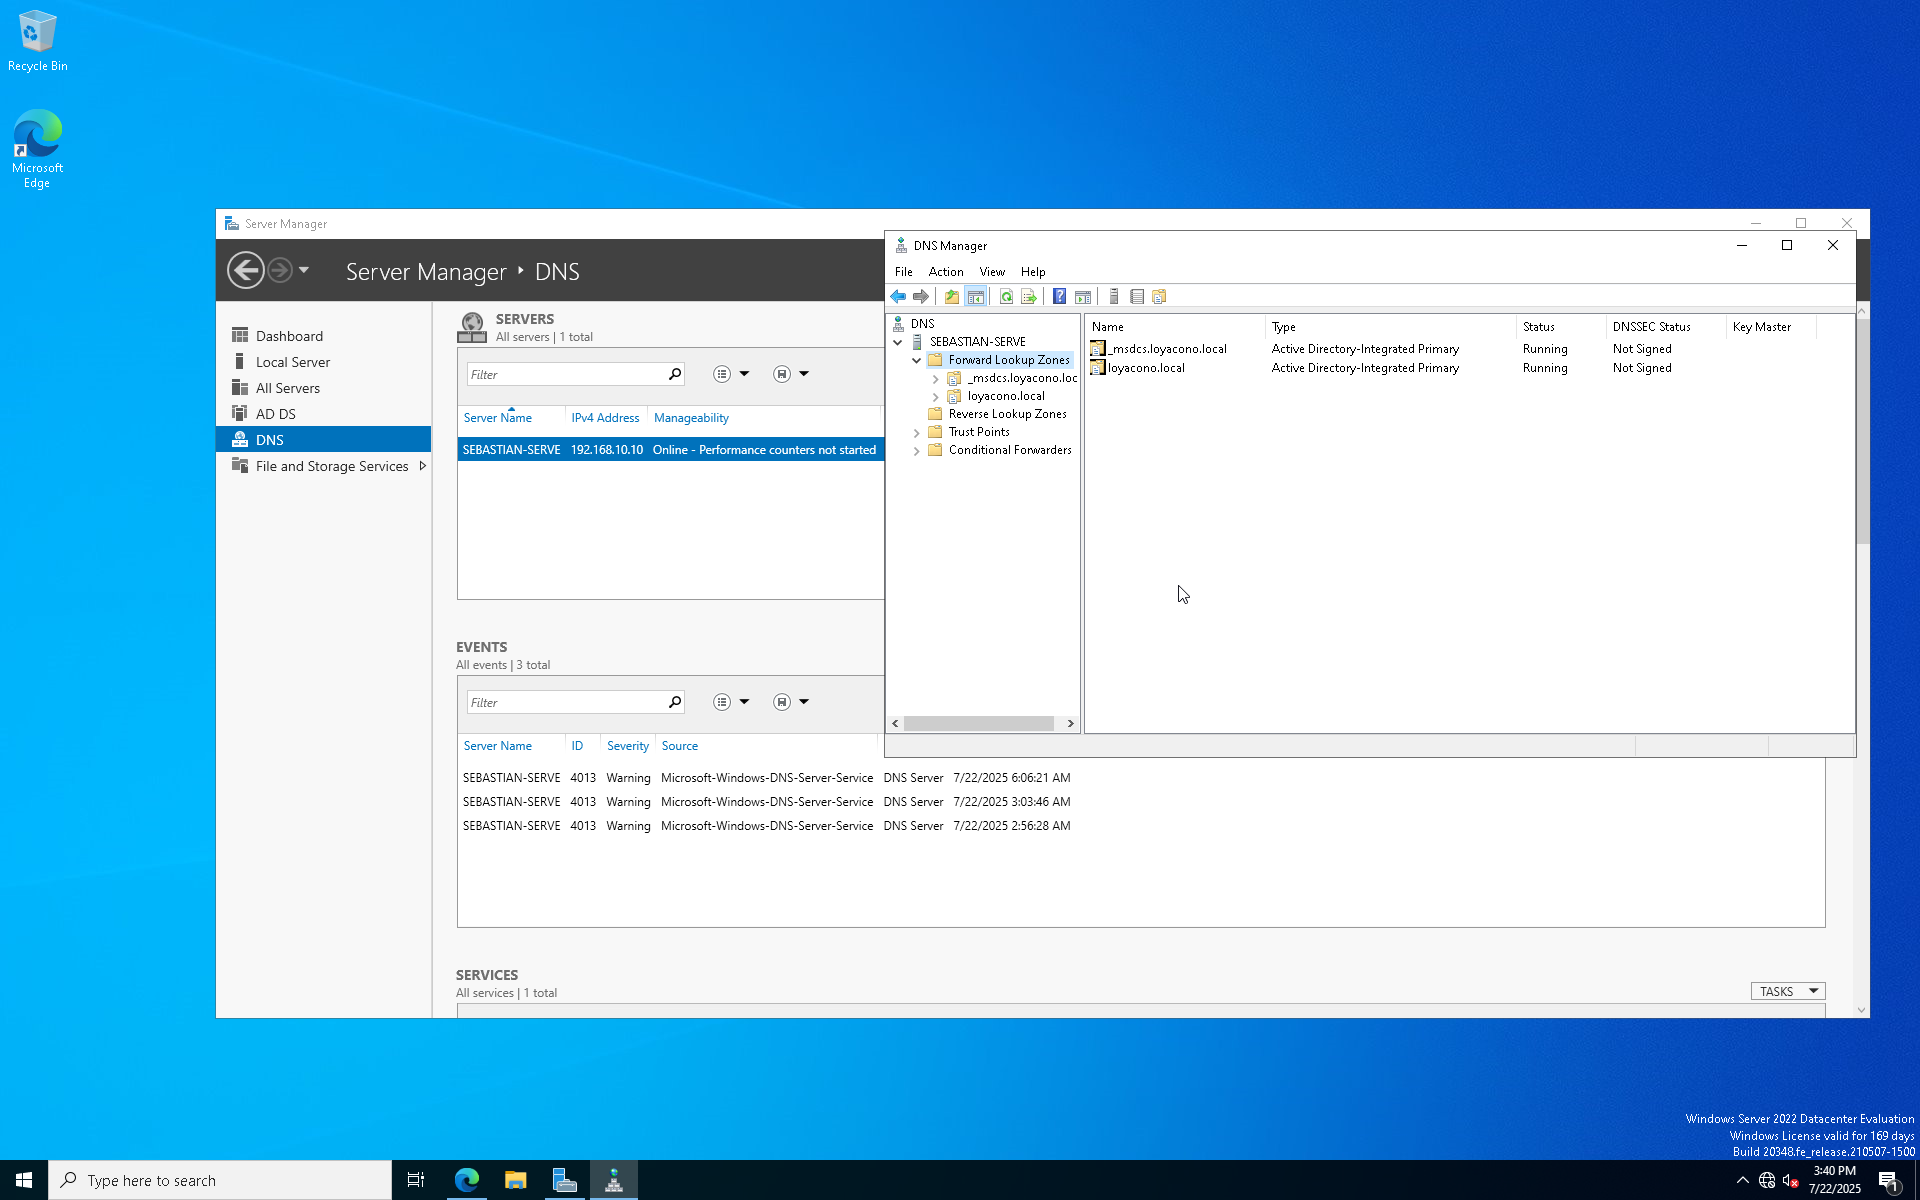 Recycle Bin
Microsoft
Edge
Server Manager
Server Manager ‣ DNS
Dashboard
Local Server
All Servers
AD DS
DNS
File and Storage Services
SERVERS
All servers | 1 total
Filter
Server Name IPv4 Address Manageability
SEBASTIAN-SERVE 192.168.10.10 Online - Performance counters not started
EVENTS
All events | 3 total
Filter
Server Name ID Severity Source
SEBASTIAN-SERVE 4013 Warning Microsoft-Windows-DNS-Server-Service DNS Server 7/22/2025 6:06:21 AM
SEBASTIAN-SERVE 4013 Warning Microsoft-Windows-DNS-Server-Service DNS Server 7/22/2025 3:03:46 AM
SEBASTIAN-SERVE 4013 Warning Microsoft-Windows-DNS-Server-Service DNS Server 7/22/2025 2:56:28 AM
SERVICES
All services | 1 total
TASKS
DNS Manager
File Action View Help
DNS
SEBASTIAN-SERVE
Forward Lookup Zones
_msdcs.loyacono.loc
loyacono.local
Reverse Lookup Zones
Trust Points
Conditional Forwarders
Name Type Status DNSSEC Status Key Master
_msdcs.loyacono.local Active Directory-Integrated Primary Running Not Signed
loyacono.local Active Directory-Integrated Primary Running Not Signed
Windows Server 2022 Datacenter Evaluation
Windows License valid for 169 days
Build 20348.fe_release.210507-1500
Type here to search
3:40 PM
7/22/2025
1